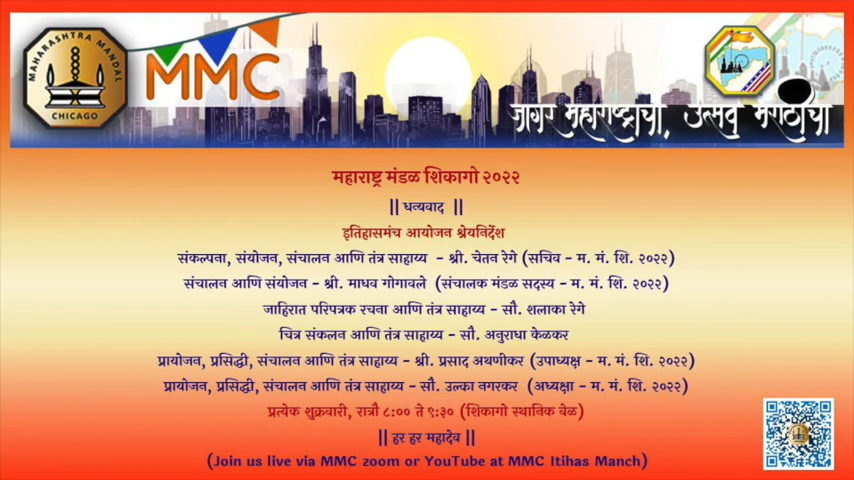 MAHARASHTRA MANDAL
CHICAGO
MMC
जागर महाराष्ट्राचा, उत्सव मराठीचा
महाराष्ट्र मंडळ शिकागो २०२२
|| धन्यवाद ||
इतिहासमंच आयोजन श्रेयनिर्देश
संकल्पना, संयोजन, संचालन आणि तंत्र साहाय्य - श्री. चेतन रेगे (सचिव - म. मं. शि. २०२२)
संचालन आणि संयोजन - श्री. माधव गोगावले (संचालक मंडळ सदस्य - म. मं. शि. २०२२)
जाहिरात परिपत्रक रचना आणि तंत्र साहाय्य - सौ. शलाका रेगे
चित्र संकलन आणि तंत्र साहाय्य - सौ. अनुराधा केळकर
प्रायोजन, प्रसिद्धी, संचालन आणि तंत्र साहाय्य - श्री. प्रसाद अथणीकर (उपाध्यक्ष - म. मं. शि. २०२२)
प्रायोजन, प्रसिद्धी, संचालन आणि तंत्र साहाय्य - सौ. उल्का नगरकर (अध्यक्षा - म. मं. शि. २०२२)
प्रत्येक शुक्रवारी, रात्रौ ८:०० ते ९:३० (शिकागो स्थानिक वेळ)
|| हर हर महादेव ||
(Join us live via MMC zoom or YouTube at MMC Itihas Manch)